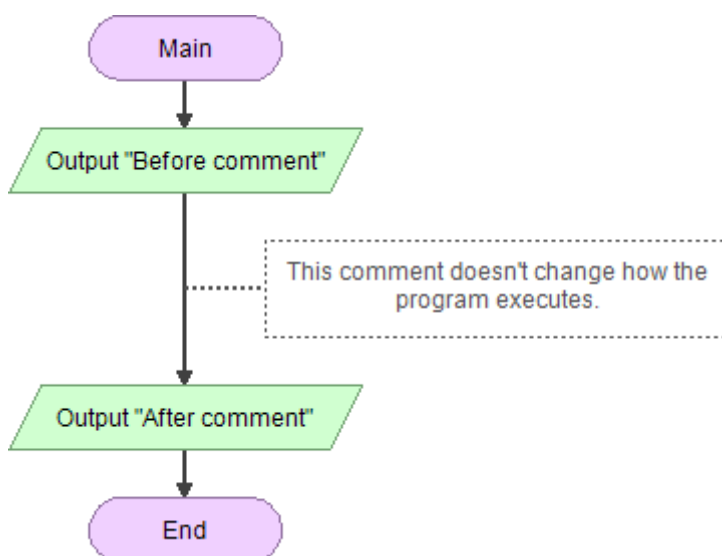 Main
Output "Before comment"
This comment doesn't change how the
program executes.
Output "After comment"
End